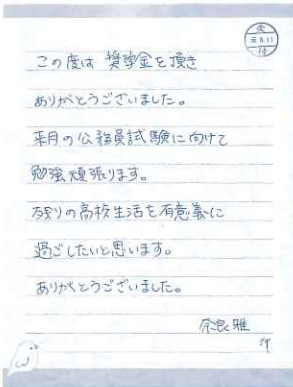 この度は 奨学金を頂き
ありがとうございました。
来月の公務員試験に向けて
勉強頑張ります。
残りの高校生活を有意義に
過ごしたいと思います。
ありがとうございました。
奈良雅